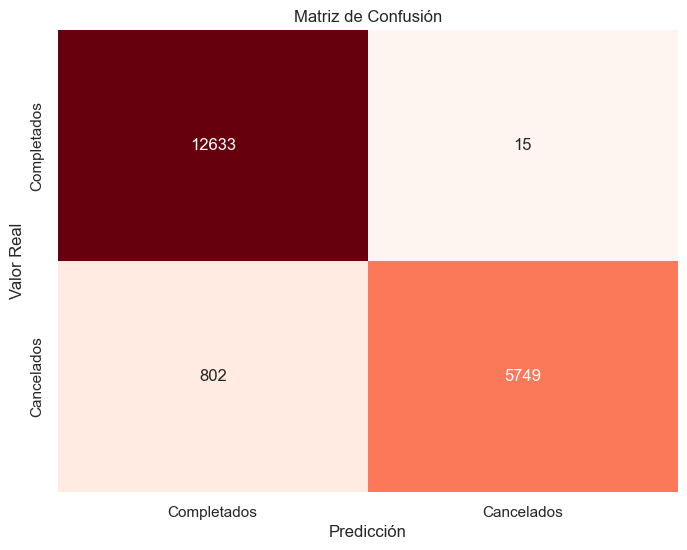 Matriz de Confusión
Valor Real
Completados
12633
15
Cancelados
802
5749
Completados
Cancelados
Predicción